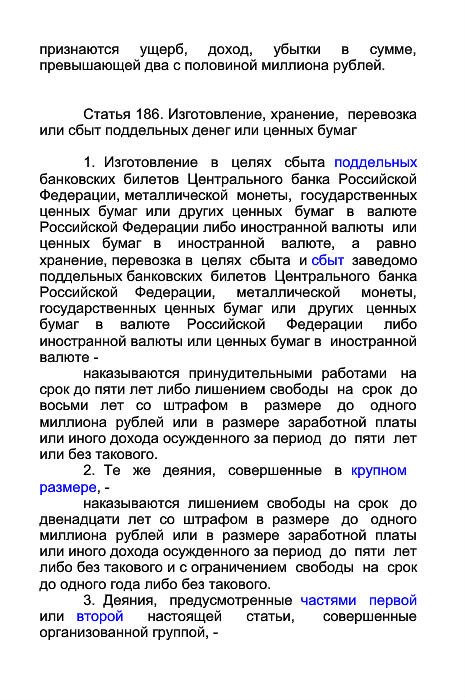 признаются ущерб, доход, убытки в сумме,
превышающей два с половиной миллиона рублей.
Статья 186. Изготовление, хранение, перевозка
или сбыт поддельных денег или ценных бумаг
1. Изготовление в целях сбыта поддельных
банковских билетов Центрального банка Российской
Федерации, металлической монеты, государственных
ценных бумаг или других ценных бумаг в валюте
Российской Федерации либо иностранной валюты или
ценных бумаг в иностранной валюте, а равно
хранение, перевозка в целях сбыта и сбыт заведомо
поддельных банковских билетов Центрального банка
Российской Федерации, металлической монеты,
государственных ценных бумаг или других ценных
бумаг в валюте Российской Федерации либо
иностранной валюты или ценных бумаг в иностранной
валюте -
наказываются принудительными работами на
срок до пяти лет либо лишением свободы на срок до
восьми лет со штрафом в размере до одного
миллиона рублей или в размере заработной платы
или иного дохода осужденного за период до пяти лет
или без такового.
2. Те же деяния, совершенные в крупном
размере, -
наказываются лишением свободы на срок до
двенадцати лет со штрафом в размере до одного
миллиона рублей или в размере заработной платы
или иного дохода осужденного за период до пяти лет
либо без такового и с ограничением свободы на срок
до одного года либо без такового.
3. Деяния, предусмотренные частями первой
или второй настоящей статьи, совершенные
организованной группой, -